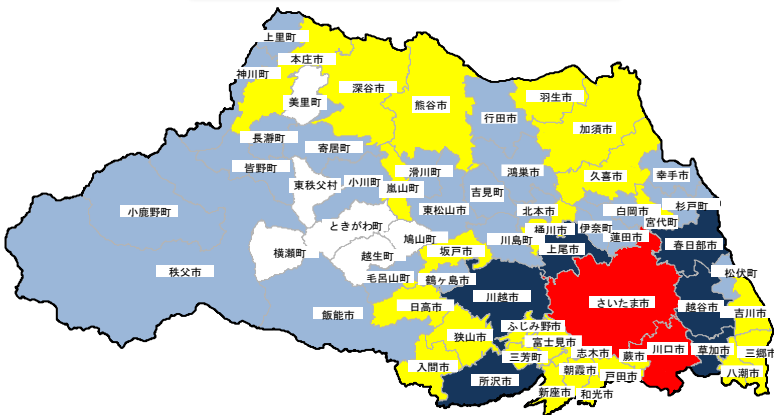 上里町
本庄市
神川町
美里町
深谷市
熊谷市
羽生市
行田市
加須市
長瀞町
寄居町
皆野町
東秩父村
小川町
嵐山町
滑川町
鴻巣市
久喜市
幸手市
吉見町
東松山市
小鹿野町
ときがわ町
鳩山町
北本市
白岡市
杉戸町
宮代町
桶川市
伊奈町
蓮田市
川島町
上尾市
春日部市
横瀬町
越生町
坂戸市
秩父市
毛呂山町
鶴ヶ島市
松伏町
川越市
さいたま市
越谷市
吉川市
飯能市
日高市
ふじみ野市
狭山市
富士見市
三芳町
志木市
蕨市
川口市
草加市
三郷市
入間市
所沢市
朝霞市
戸田市
八潮市
新座市
和光市